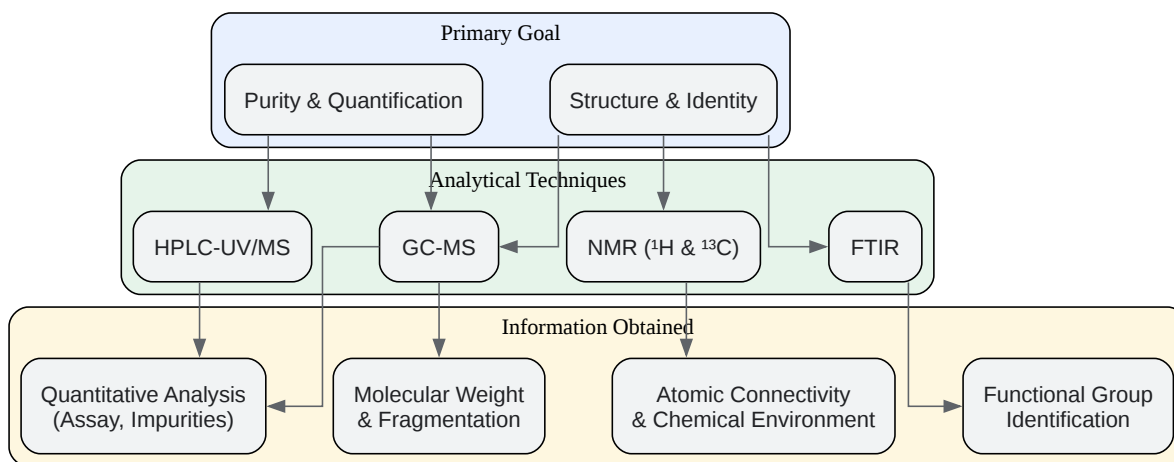 Primary Goal
Purity & Quantification
Structure & Identity
Analytical Techniques
HPLC-UV/MS
GC-MS
NMR (¹H & ¹³C)
FTIR
Information Obtained
Quantitative Analysis
(Assay, Impurities)
Molecular Weight
& Fragmentation
Atomic Connectivity
& Chemical Environment
Functional Group
Identification